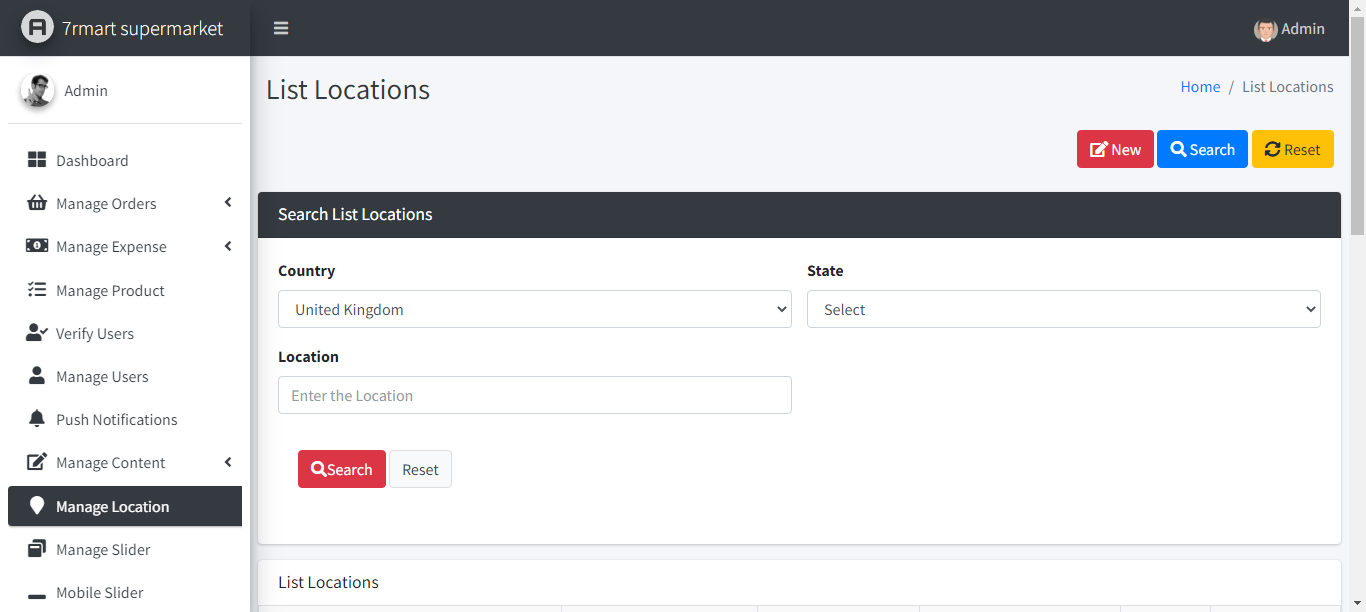 7rmart supermarket
Admin
Admin
Dashboard
Manage Orders
Manage Expense
Manage Product
Verify Users
Manage Users
Push Notifications
Manage Content
Manage Location
Manage Slider
Mobile Slider
List Locations
Home / List Locations
New Search Reset
Search List Locations
Country State
United Kingdom Select
Location
Enter the Location
Search Reset
List Locations